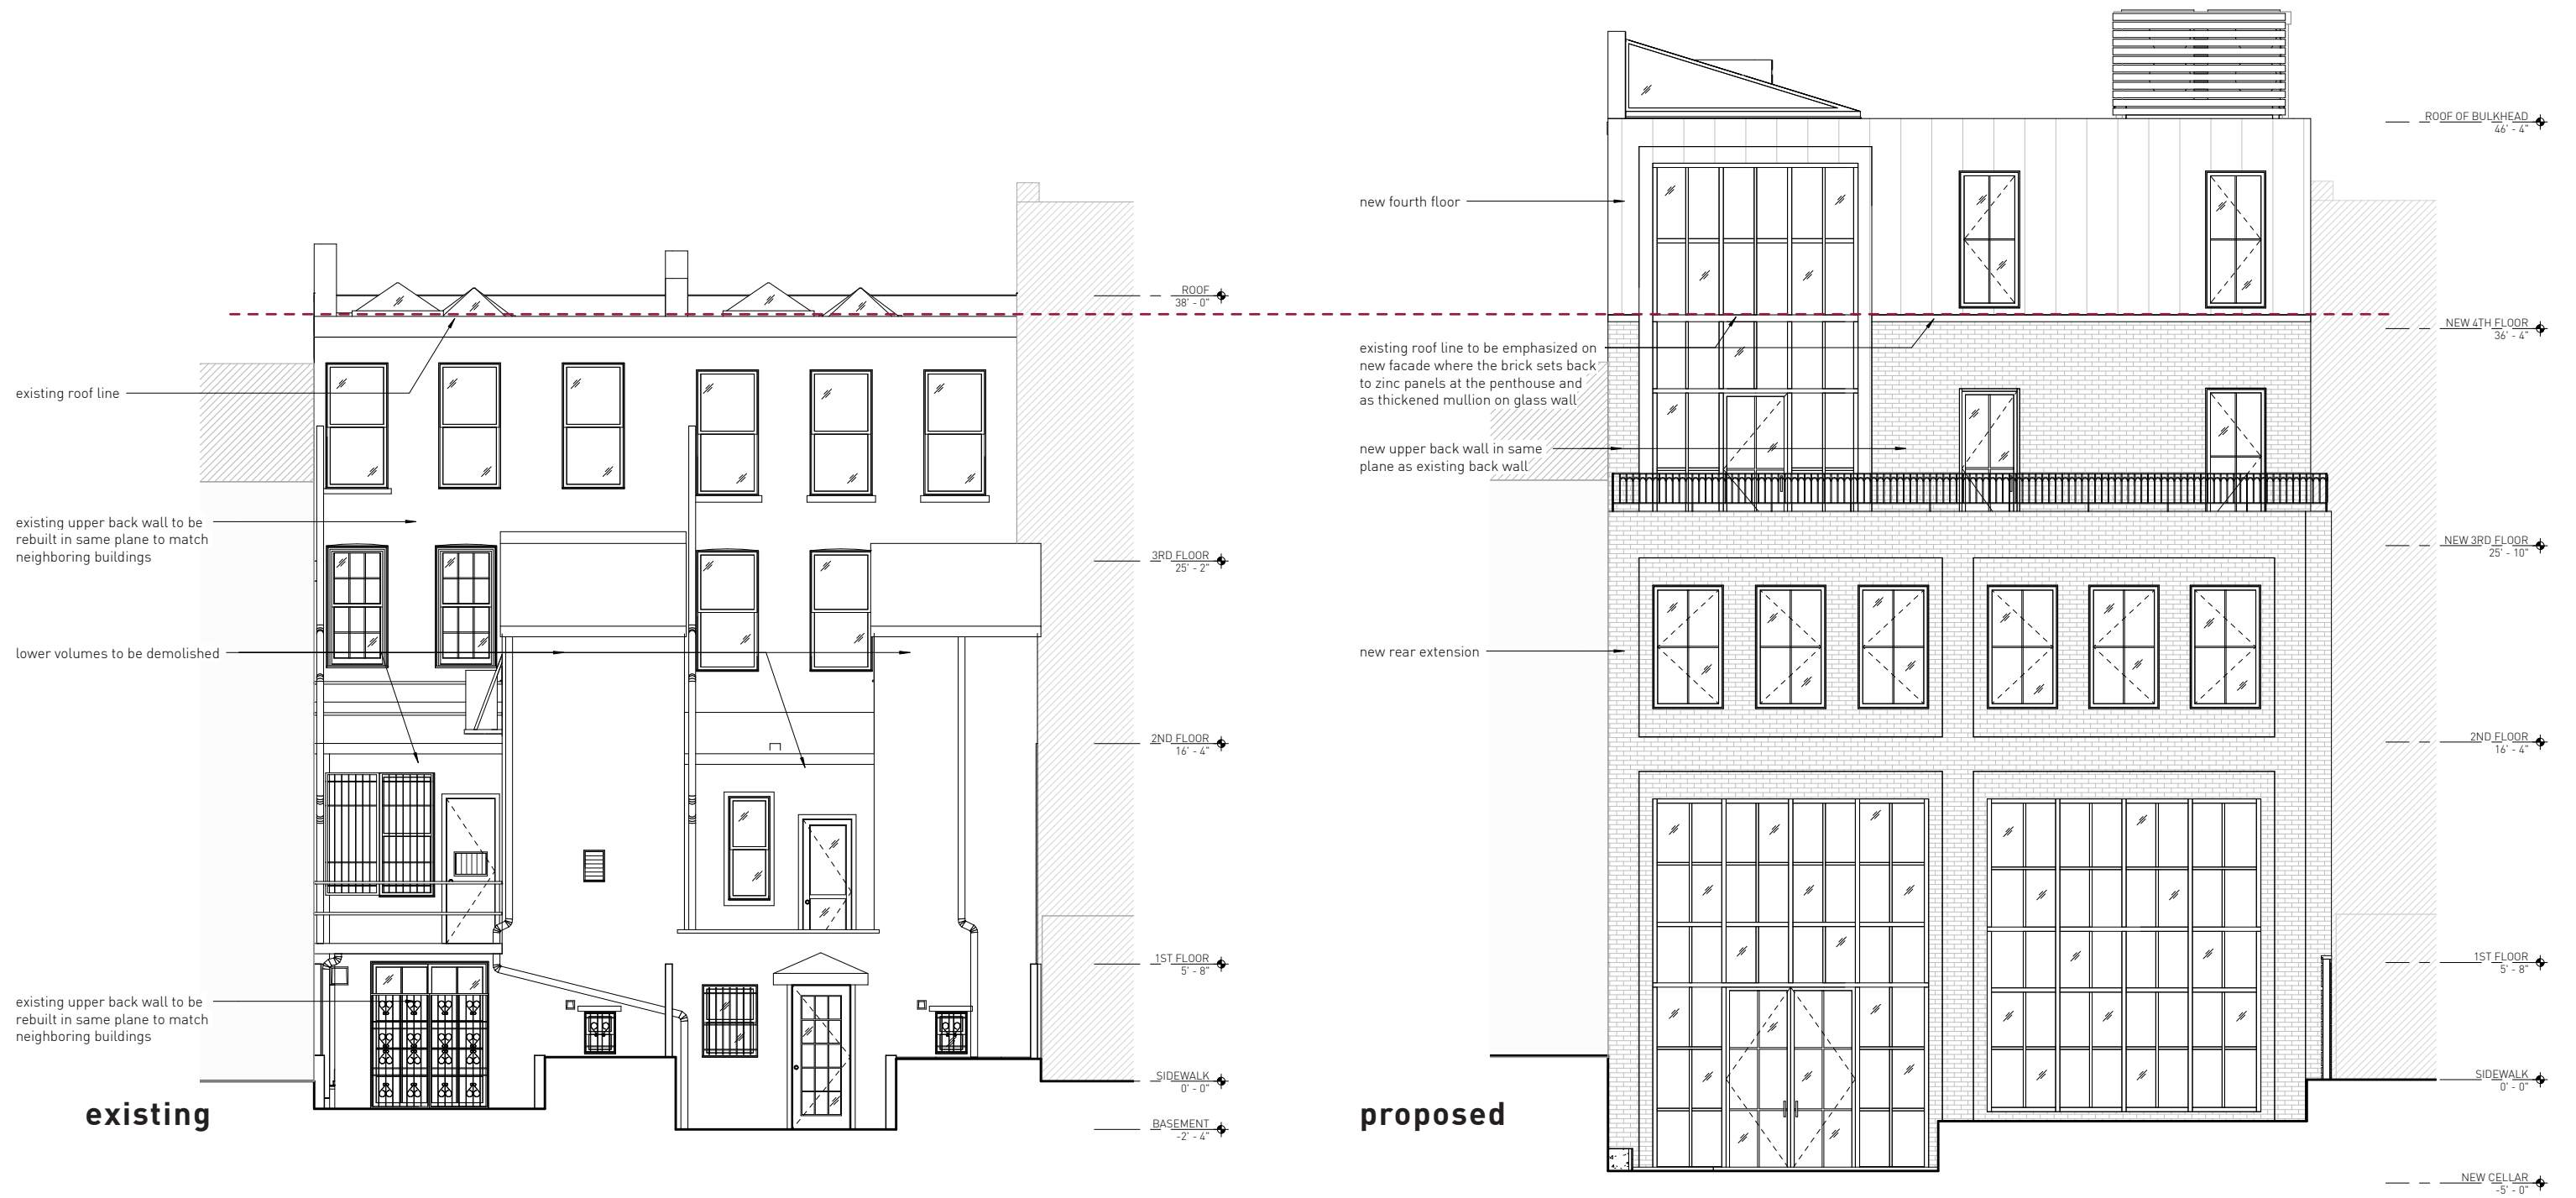 existing roof line
existing upper back wall to be
rebuilt in same plane to match
neighboring buildings
lower volumes to be demolished
existing upper back wall to be
rebuilt in same plane to match
neighboring buildings
existing
ROOF
38' - 0"
3RD FLOOR
25' - 2"
2ND FLOOR
16' - 4"
1ST FLOOR
5' - 8"
SIDEWALK
0' - 0"
BASEMENT
-2' - 4"
new fourth floor
existing roof line to be emphasized on
new facade where the brick sets back
to zinc panels at the penthouse and
as thickened mullion on glass wall
new upper back wall in same
plane as existing back wall
new rear extension
proposed
ROOF OF BULKHEAD
46' - 4"
NEW 4TH FLOOR
36' - 4"
NEW 3RD FLOOR
25' - 10"
2ND FLOOR
16' - 4"
1ST FLOOR
5' - 8"
SIDEWALK
0' - 0"
NEW CELLAR
-5' - 0"